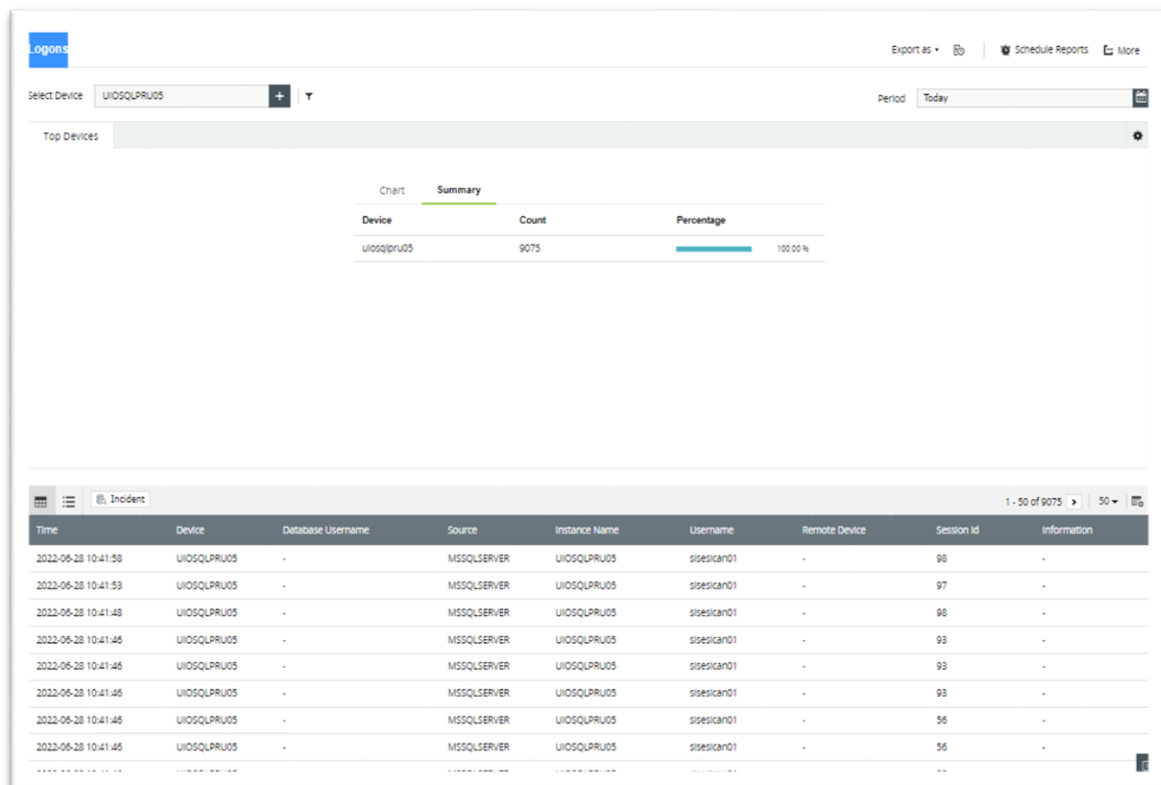 Logons
Export as Schedule Reports More
Select Device UIOSQLPRU05 + Period Today
Top Devices
Chart Summary
Device Count Percentage
uiosqlpru05 9075 100.00 %
Incident 1 - 50 of 9075 50
Time Device Database Username Source Instance Name Username Remote Device Session Id Information
2022-06-28 10:41:58 UIOSQLPRU05 - MSSQLSERVER UIOSQLPRU05 sisesican01 - 98 -
2022-06-28 10:41:53 UIOSQLPRU05 - MSSQLSERVER UIOSQLPRU05 sisesican01 - 97 -
2022-06-28 10:41:48 UIOSQLPRU05 - MSSQLSERVER UIOSQLPRU05 sisesican01 - 98 -
2022-06-28 10:41:46 UIOSQLPRU05 - MSSQLSERVER UIOSQLPRU05 sisesican01 - 93 -
2022-06-28 10:41:46 UIOSQLPRU05 - MSSQLSERVER UIOSQLPRU05 sisesican01 - 93 -
2022-06-28 10:41:46 UIOSQLPRU05 - MSSQLSERVER UIOSQLPRU05 sisesican01 - 93 -
2022-06-28 10:41:46 UIOSQLPRU05 - MSSQLSERVER UIOSQLPRU05 sisesican01 - 56 -
2022-06-28 10:41:46 UIOSQLPRU05 - MSSQLSERVER UIOSQLPRU05 sisesican01 - 56 -